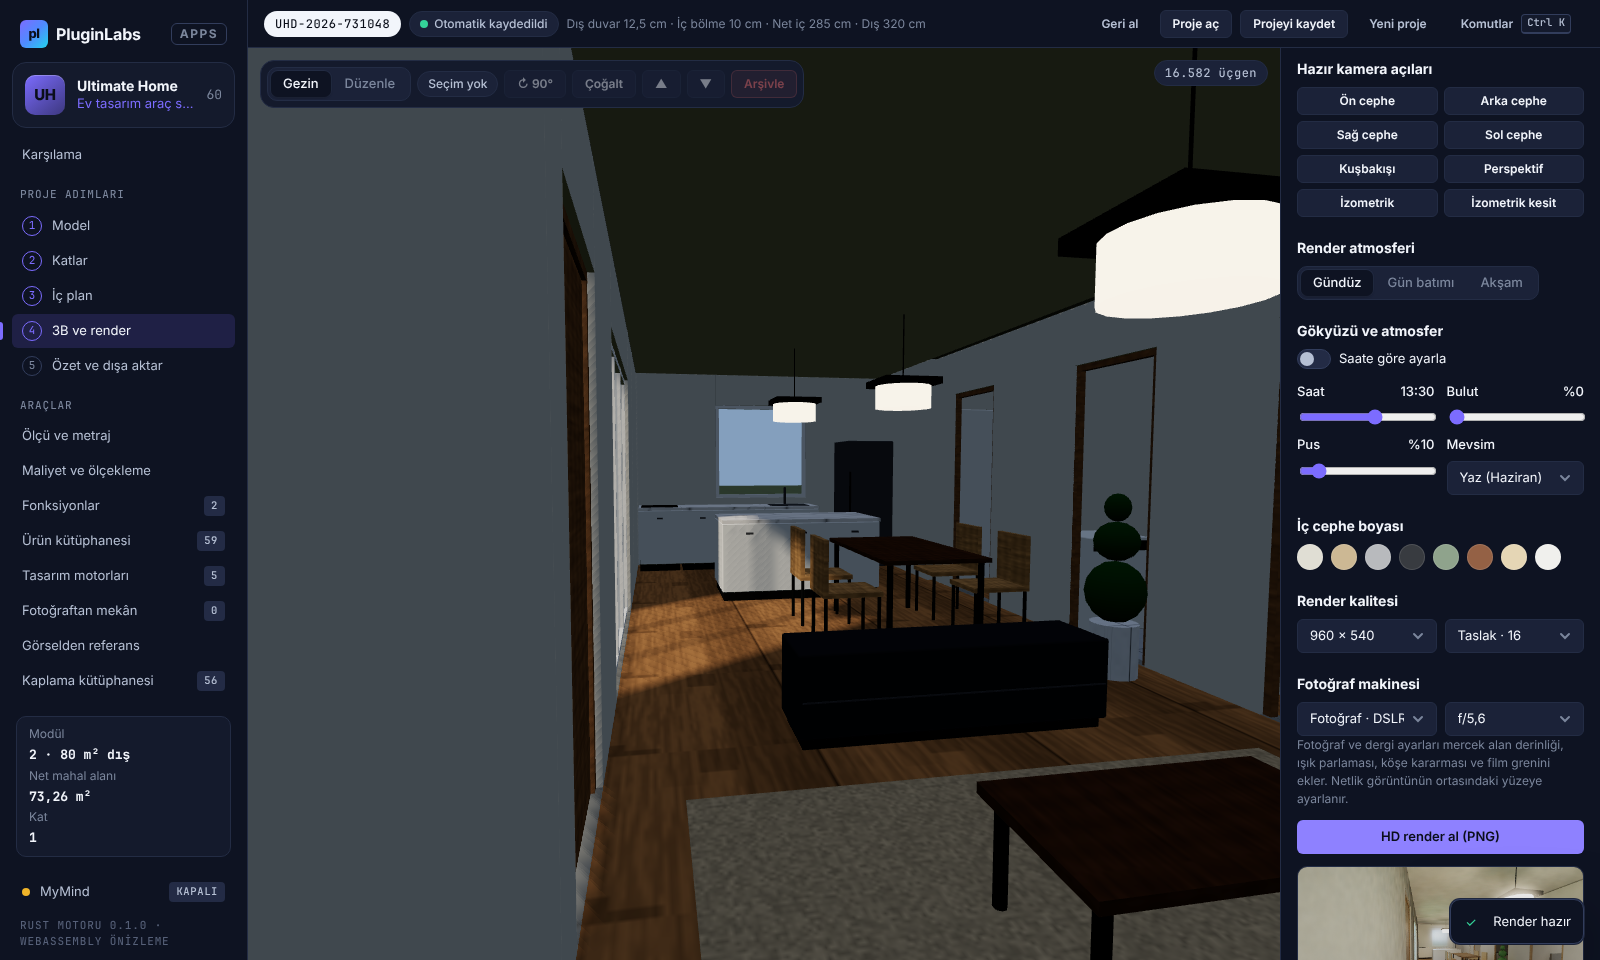 pl PluginLabs APPS
UH Ultimate Home
Ev tasarım araç s... 60
Karşılama
PROJE ADIMLARI
1 Model
2 Katlar
3 İç plan
4 3B ve render
5 Özet ve dışa aktar
ARAÇLAR
Ölçü ve metraj
Maliyet ve ölçekleme
Fonksiyonlar 2
Ürün kütüphanesi 59
Tasarım motorları 5
Fotoğraftan mekân 0
Görselden referans
Kaplama kütüphanesi 56
Modül
2 · 80 m² dış
Net mahal alanı
73,26 m²
Kat
1
MyMind KAPALI
RUST MOTORU 0.1.0 ·
WEBASSEMBLY ÖNİZLEME
UHD-2026-731048 Otomatik kaydedildi Dış duvar 12,5 cm · İç bölme 10 cm · Net iç 285 cm · Dış 320 cm Geri al Proje aç Projeyi kaydet Yeni proje Komutlar Ctrl K
Gezin Düzenle Seçim yok ↻ 90° Çoğalt ▲ ▼ Arşivle
16.582 üçgen
Hazır kamera açıları
Ön cephe Arka cephe
Sağ cephe Sol cephe
Kuşbakışı Perspektif
İzometrik İzometrik kesit
Render atmosferi
Gündüz Gün batımı Akşam
Gökyüzü ve atmosfer
Saate göre ayarla
Saat 13:30 Bulut %0
Pus %10 Mevsim
Yaz (Haziran)
İç cephe boyası
Render kalitesi
960 × 540 Taslak · 16
Fotoğraf makinesi
Fotoğraf · DSLR f/5,6
Fotoğraf ve dergi ayarları mercek alan derinliği,
ışık parlaması, köşe kararması ve film grenini
ekler. Netlik görüntünün ortasındaki yüzeye
ayarlanır.
HD render al (PNG)
✓ Render hazır